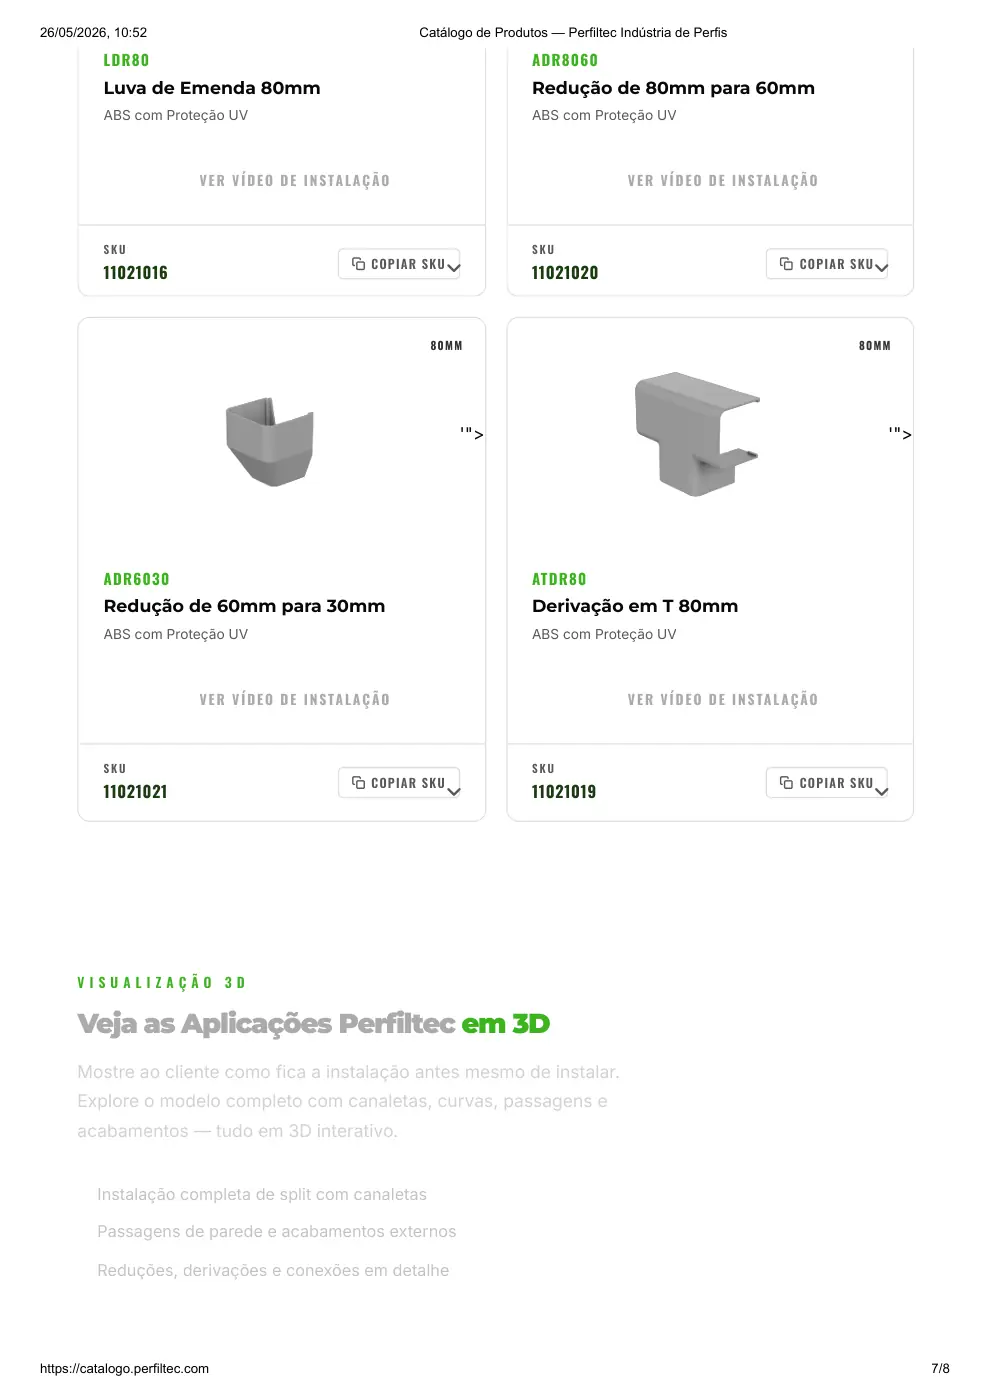 26/05/2026, 10:52
Catálogo de Produtos — Perfiltec Indústria de Perfis
LDR80
Luva de Emenda 80mm
ABS com Proteção UV
VER VÍDEO DE INSTALAÇÃO
SKU
11021016
COPIAR SKU
ADR8060
Redução de 80mm para 60mm
ABS com Proteção UV
VER VÍDEO DE INSTALAÇÃO
SKU
11021020
COPIAR SKU
80MM
'">
ADR6030
Redução de 60mm para 30mm
ABS com Proteção UV
VER VÍDEO DE INSTALAÇÃO
SKU
11021021
COPIAR SKU
80MM
'">
ATDR80
Derivação em T 80mm
ABS com Proteção UV
VER VÍDEO DE INSTALAÇÃO
SKU
11021019
COPIAR SKU
VISUALIZAÇÃO 3D
Veja as Aplicações Perfiltec em 3D
Mostre ao cliente como fica a instalação antes mesmo de instalar.
Explore o modelo completo com canaletas, curvas, passagens e
acabamentos — tudo em 3D interativo.
Instalação completa de split com canaletas
Passagens de parede e acabamentos externos
Reduções, derivações e conexões em detalhe
https://catalogo.perfiltec.com
7/8